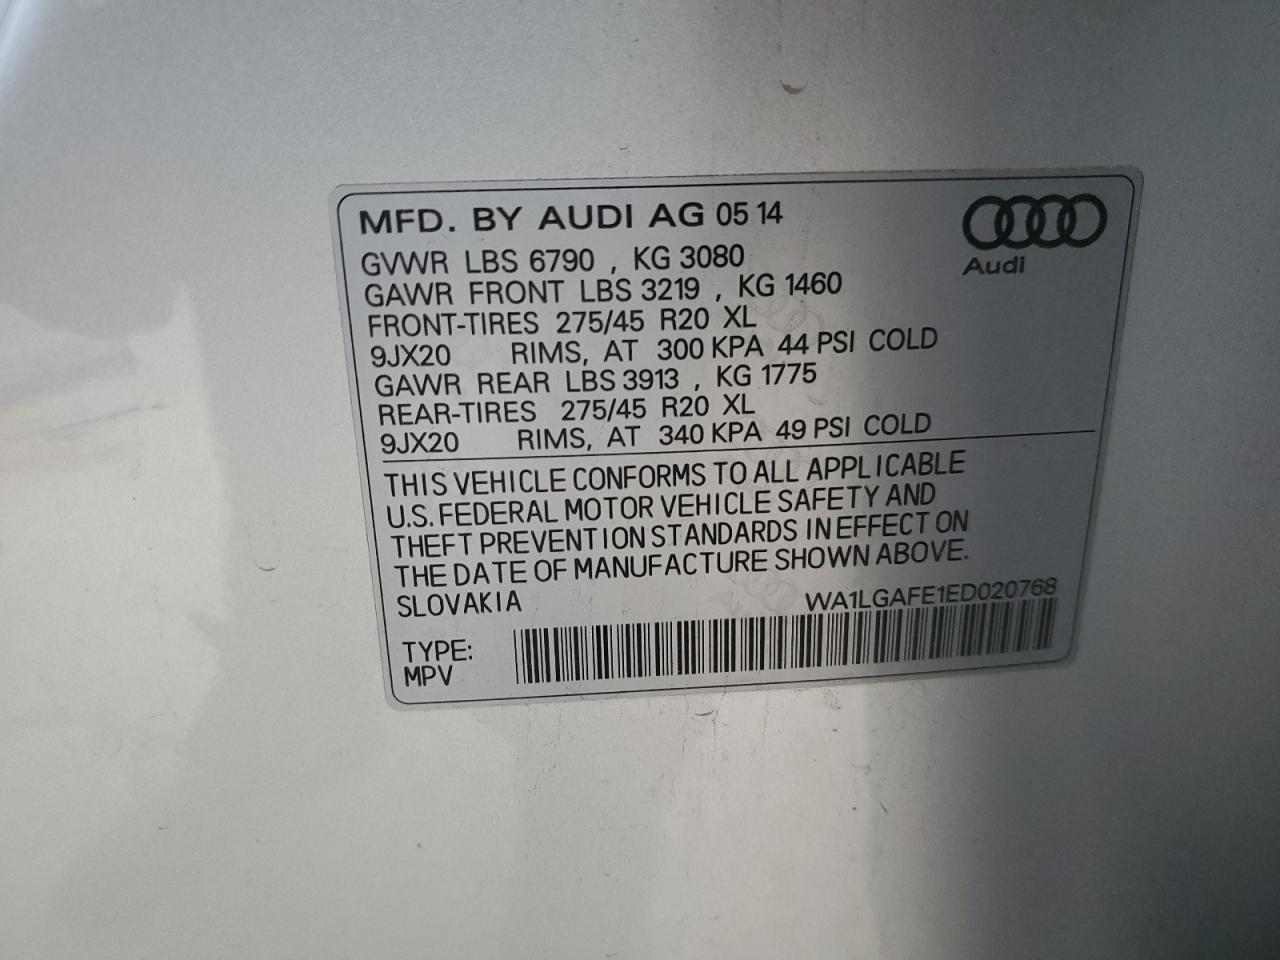 MFD. BY AUDI AG 05 14
Audi
GVWR LBS 6790 , KG 3080
GAWR FRONT LBS 3219 , KG 1460
FRONT-TIRES 275/45 R20 XL
9JX20 RIMS, AT 300 KPA 44 PSI COLD
GAWR REAR LBS 3913 , KG 1775
REAR-TIRES 275/45 R20 XL
9JX20 RIMS, AT 340 KPA 49 PSI COLD
THIS VEHICLE CONFORMS TO ALL APPLICABLE
U.S. FEDERAL MOTOR VEHICLE SAFETY AND
THEFT PREVENTION STANDARDS IN EFFECT ON
THE DATE OF MANUFACTURE SHOWN ABOVE.
SLOVAKIA WA1LGAFE1ED020768
TYPE:
MPV